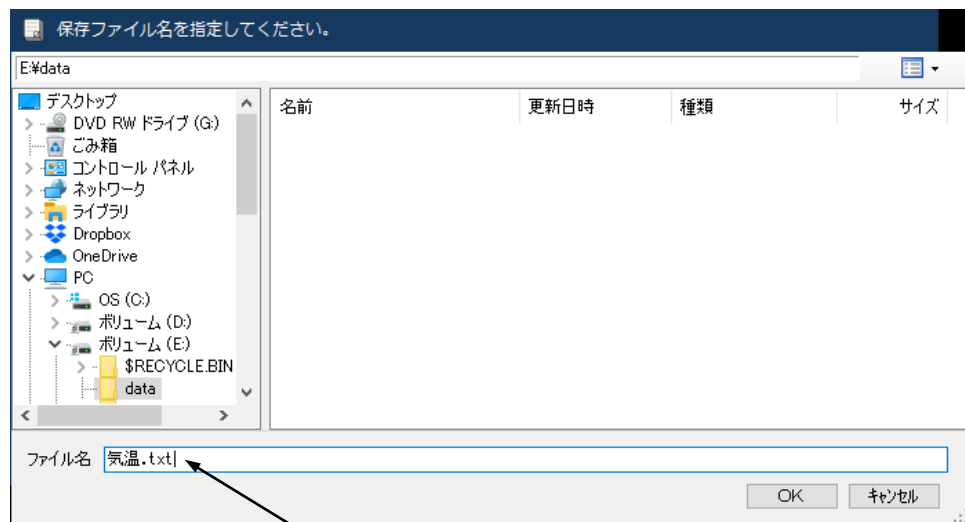 保存ファイル名を指定してください。
E:¥data
デスクトップ
DVD RW ドライブ (G:)
ごみ箱
コントロール パネル
ネットワーク
ライブラリ
Dropbox
OneDrive
PC
OS (C:)
ボリューム (D:)
ボリューム (E:)
$RECYCLE.BIN
data
名前 更新日時 種類 サイズ
ファイル名 気温.txt
OK キャンセル